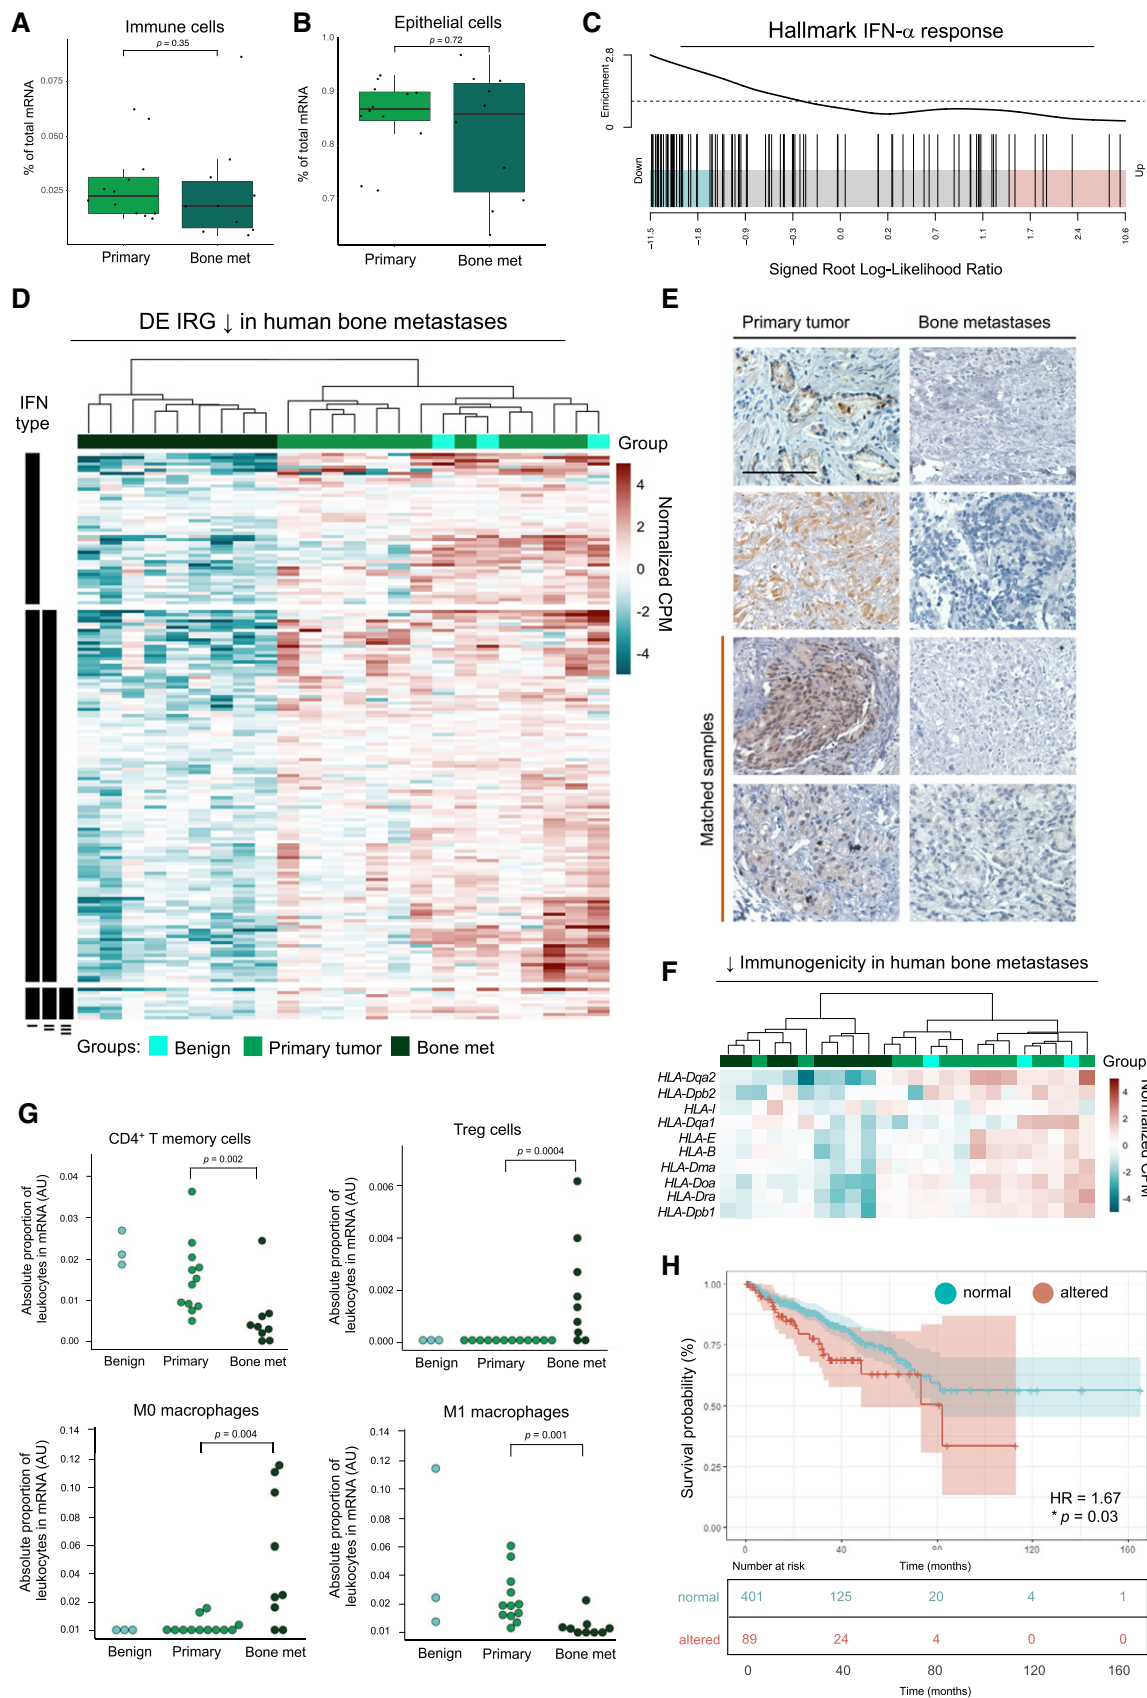 A
Immune cells
p = 0.35
% of total mRNA
0.075
0.050
0.025
Primary
Bone met
B
Epithelial cells
p = 0.72
% of total mRNA
1.0
0.9
0.8
0.7
Primary
Bone met
C
Hallmark IFN-α response
Enrichment
2.8
0
Down
Up
-11.5
-1.8
-0.9
-0.3
0.0
0.2
0.7
1.1
1.7
2.4
10.6
Signed Root Log-Likelihood Ratio
D
DE IRG ↓ in human bone metastases
IFN
type
Group
4
2
0
-2
-4
Normalized CPM
I
II
III
Groups:
Benign
Primary tumor
Bone met
E
Primary tumor
Bone metastases
Matched samples
F
↓ Immunogenicity in human bone metastases
Group
HLA-Dqa2
HLA-Dpb2
HLA-I
HLA-Dqa1
HLA-E
HLA-B
HLA-Dma
HLA-Doa
HLA-Dra
HLA-Dpb1
4
2
0
-2
-4
Normalized CPM
G
CD4+ T memory cells
p = 0.002
Absolute proportion of
leukocytes in mRNA (AU)
0.04
0.03
0.02
0.01
0.00
Benign
Primary
Bone met
Treg cells
p = 0.0004
Absolute proportion of
leukocytes in mRNA (AU)
0.006
0.002
0.002
0.000
Benign
Primary
Bone met
M0 macrophages
p = 0.004
Absolute proportion of
leukocytes in mRNA (AU)
0.14
0.12
0.08
0.06
0.04
0.02
0.01
Benign
Primary
Bone met
M1 macrophages
p = 0.001
Absolute proportion of
leukocytes in mRNA (AU)
0.14
0.12
0.08
0.06
0.04
0.02
0.01
Benign
Primary
Bone met
H
normal
altered
Survival probability (%)
1.00
0.75
0.50
0.25
0.00
HR = 1.67
* p = 0.03
0
40
80
120
160
Number at risk
Time (months)
normal
401
125
20
4
1
altered
89
24
4
0
0
0
40
80
120
160
Time (months)